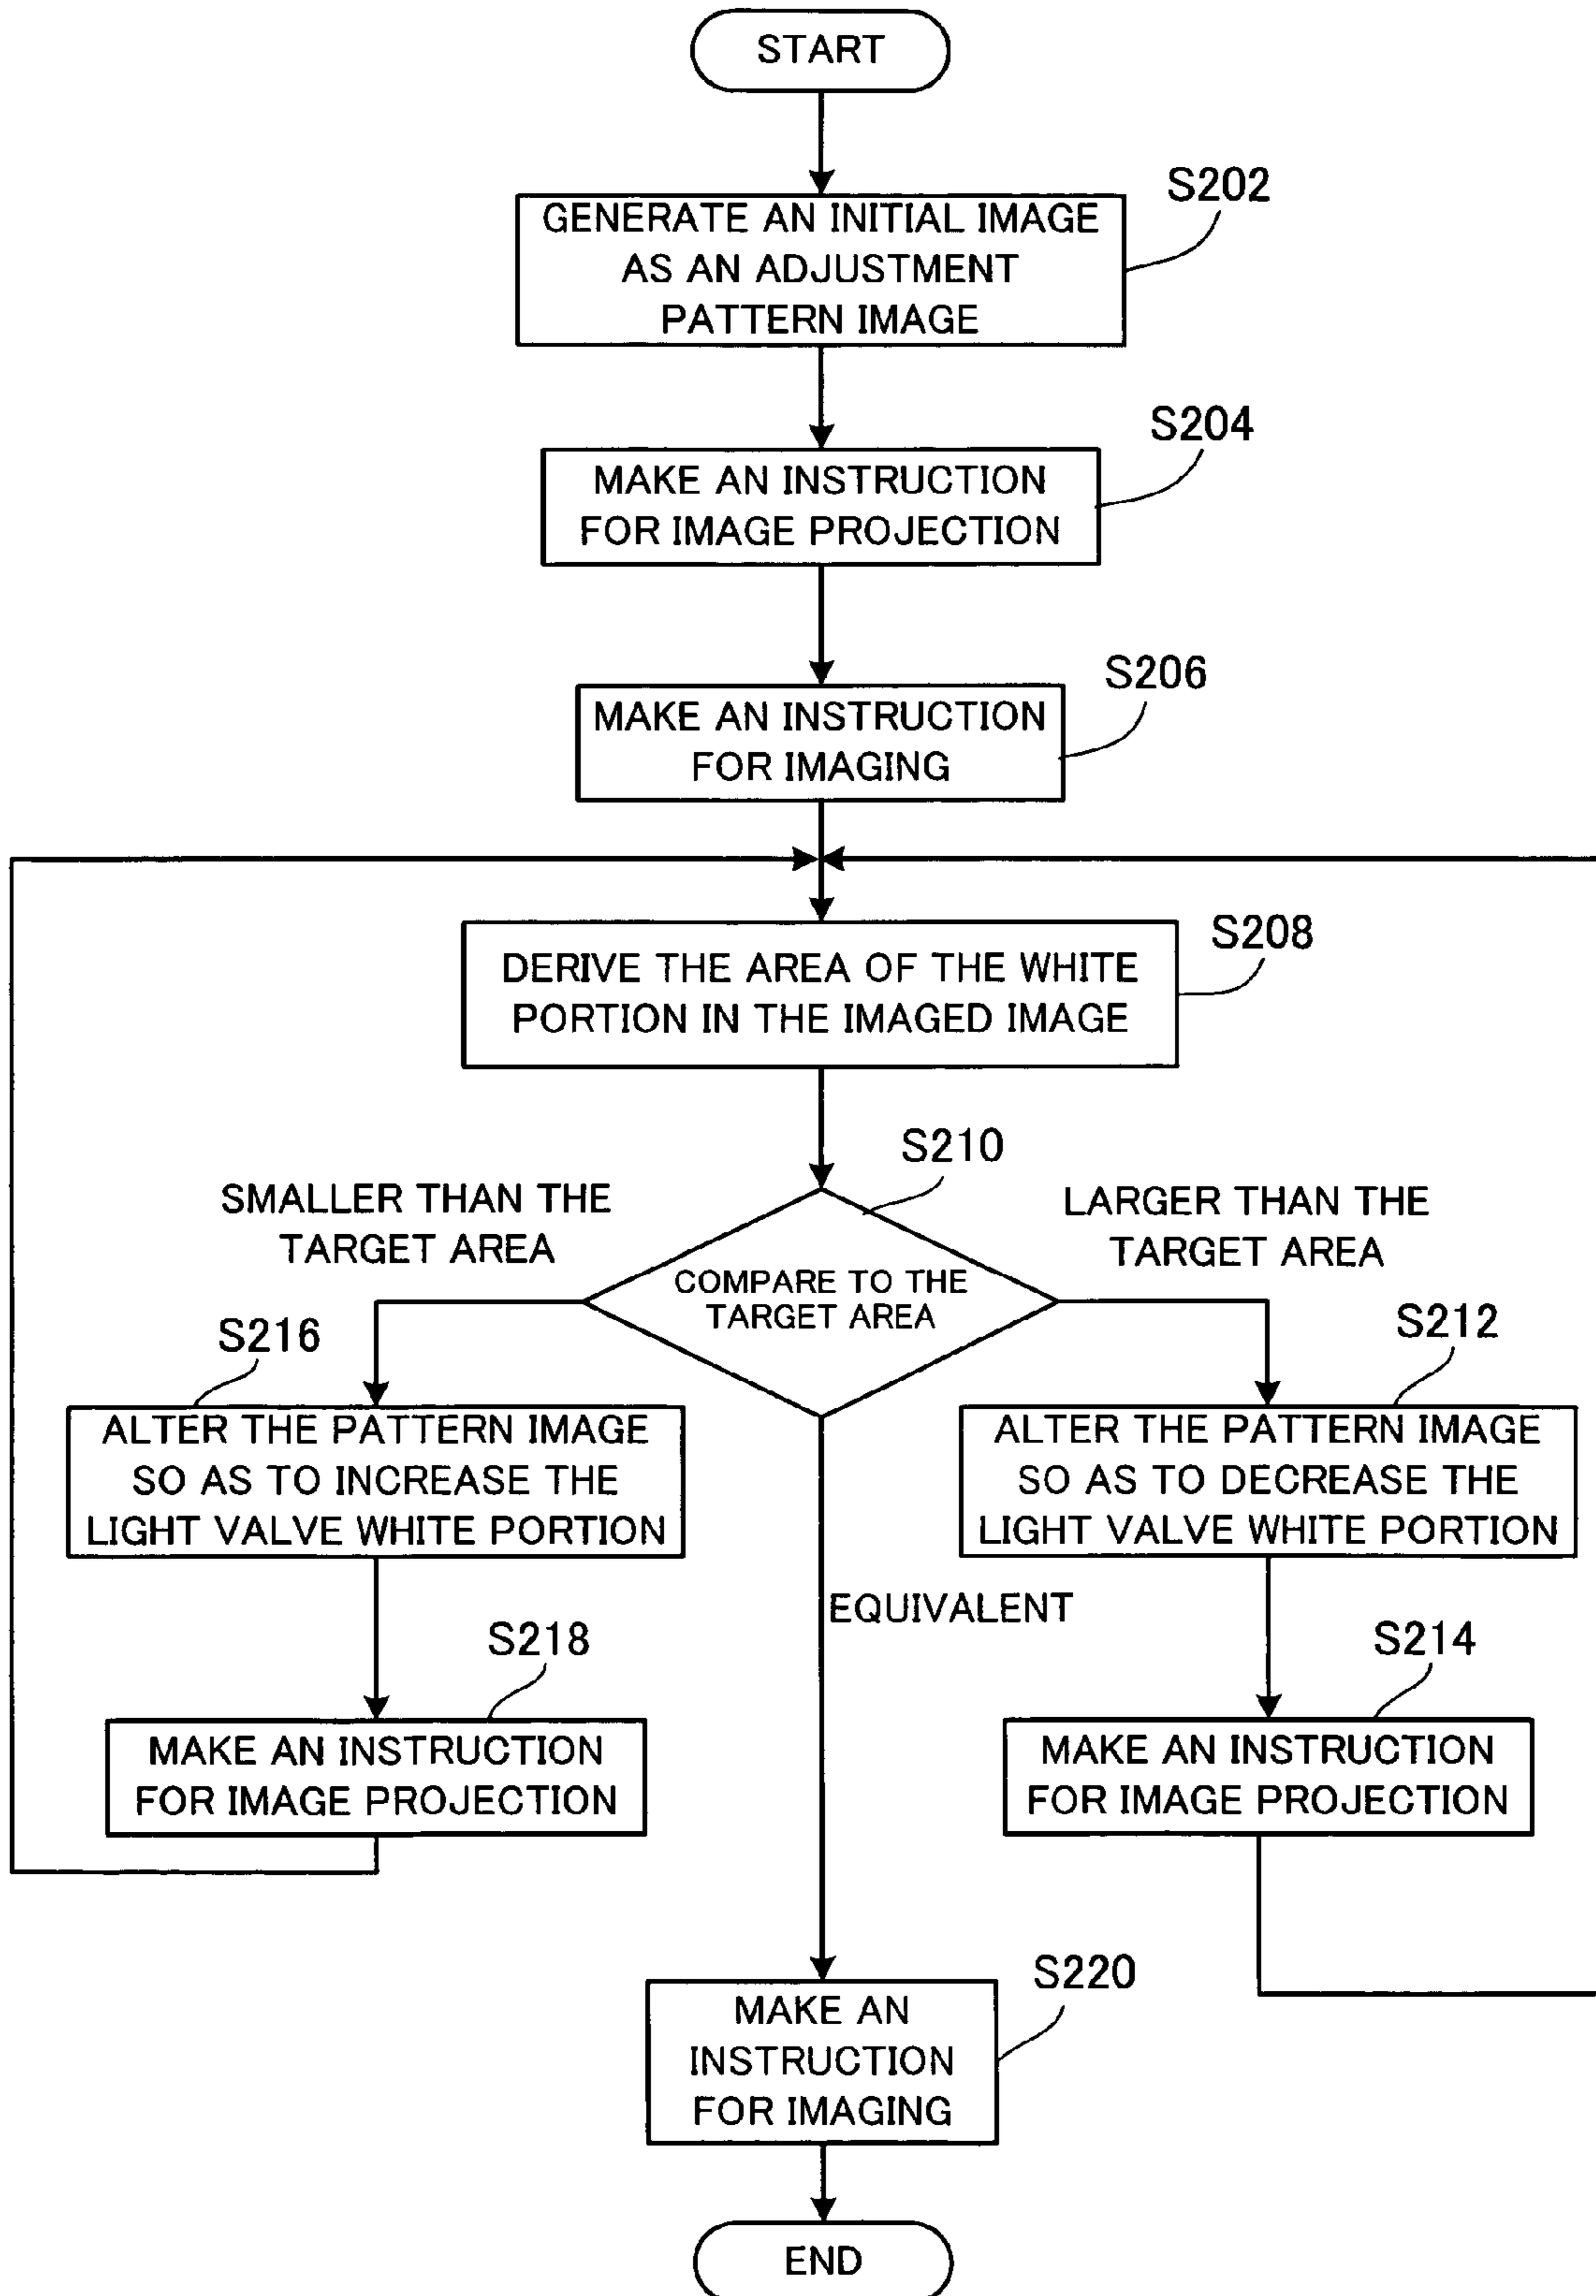 START
S202
GENERATE AN INITIAL IMAGE
AS AN ADJUSTMENT
PATTERN IMAGE
S204
MAKE AN INSTRUCTION
FOR IMAGE PROJECTION
S206
MAKE AN INSTRUCTION
FOR IMAGING
S208
DERIVE THE AREA OF THE WHITE
PORTION IN THE IMAGED IMAGE
S210
SMALLER THAN THE
TARGET AREA
COMPARE TO THE
TARGET AREA
LARGER THAN THE
TARGET AREA
S216
ALTER THE PATTERN IMAGE
SO AS TO INCREASE THE
LIGHT VALVE WHITE PORTION
S212
ALTER THE PATTERN IMAGE
SO AS TO DECREASE THE
LIGHT VALVE WHITE PORTION
EQUIVALENT
S218
MAKE AN INSTRUCTION
FOR IMAGE PROJECTION
S214
MAKE AN INSTRUCTION
FOR IMAGE PROJECTION
S220
MAKE AN
INSTRUCTION
FOR IMAGING
END